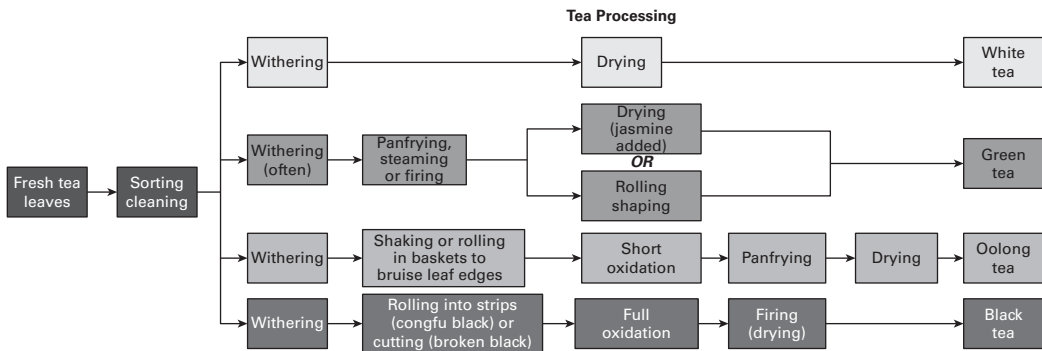 Tea Processing
Fresh tea
leaves
Sorting
cleaning
Withering
Drying
White
tea
Withering
(often)
Panfrying,
steaming
or firing
Drying
(jasmine
added)
OR
Rolling
shaping
Green
tea
Withering
Shaking or rolling
in baskets to
bruise leaf edges
Short
oxidation
Panfrying
Drying
Oolong
tea
Withering
Rolling into strips
(congfu black) or
cutting (broken black)
Full
oxidation
Firing
(drying)
Black
tea